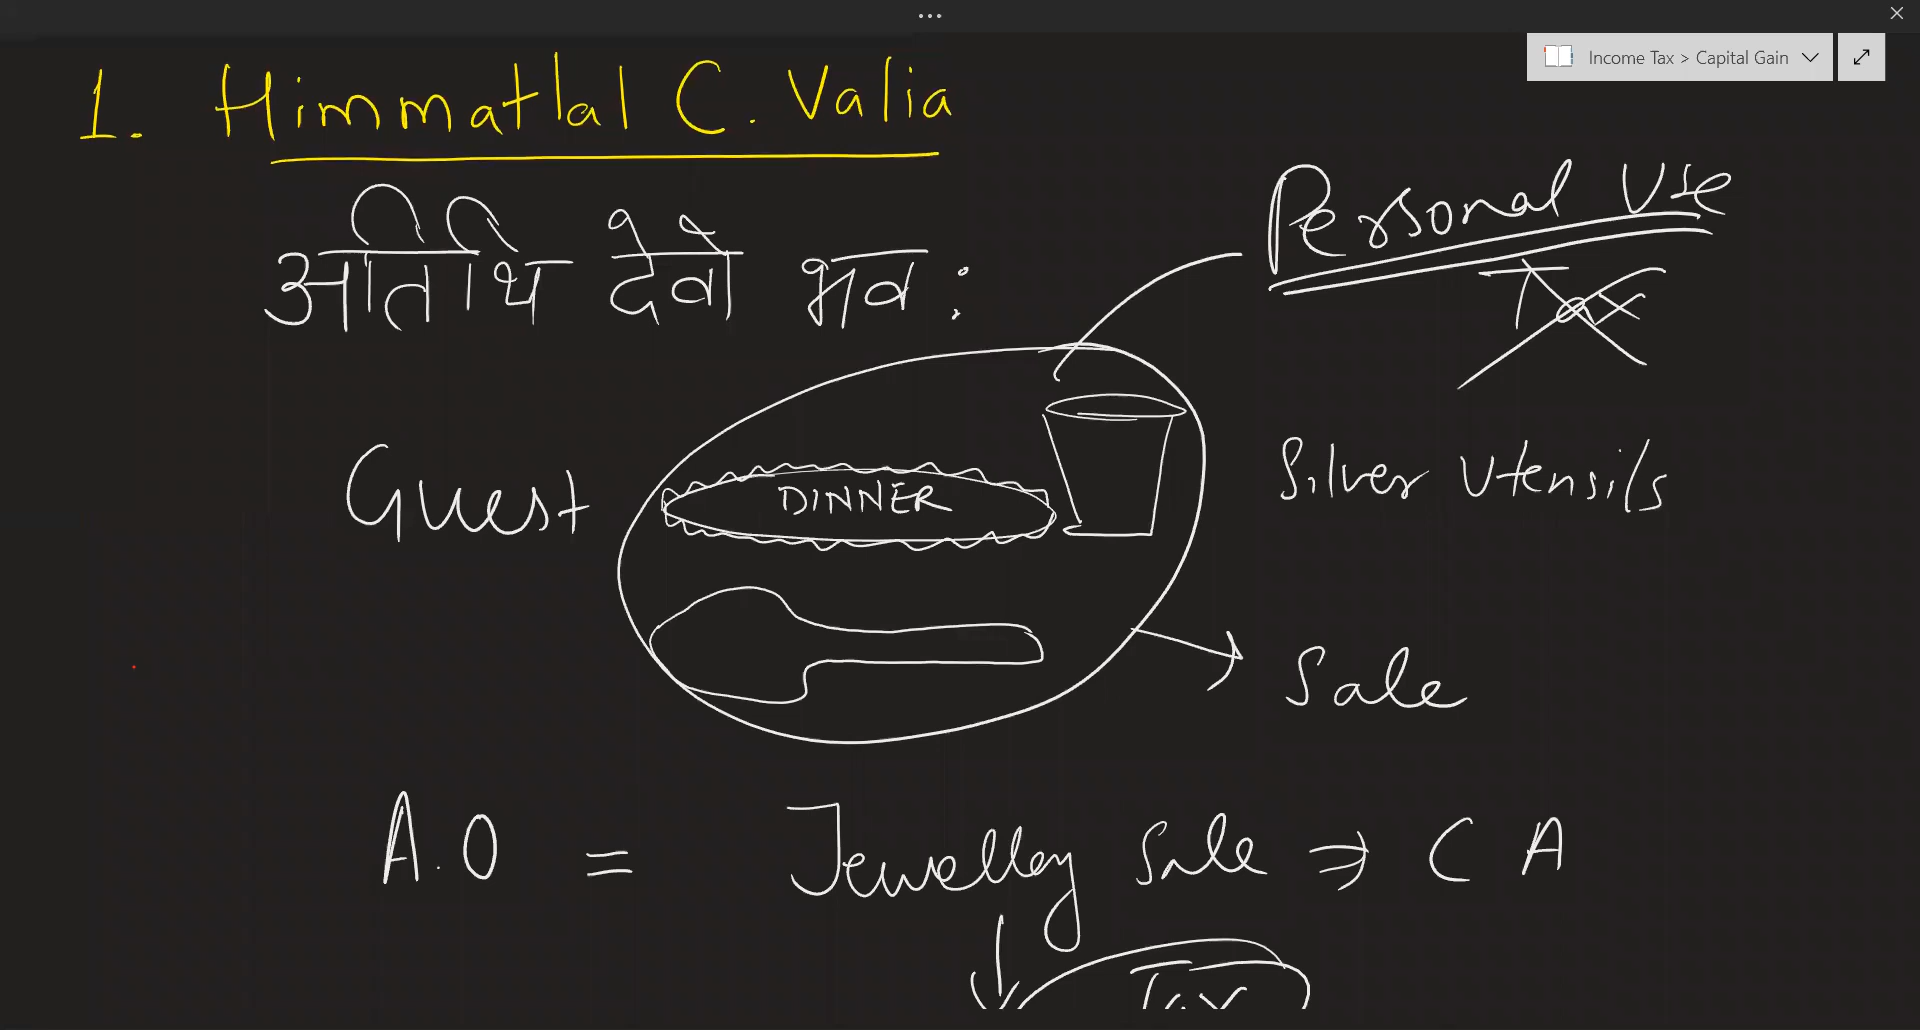 Income Tax > Capital Gain
1. Himmatlal C. Valia
अतिथि देवो भव:
Personal Use
Tax
Guest
DINNER
Silver Utensils
Sale
A.O = Jewellery Sale ⇒ C A
Tax